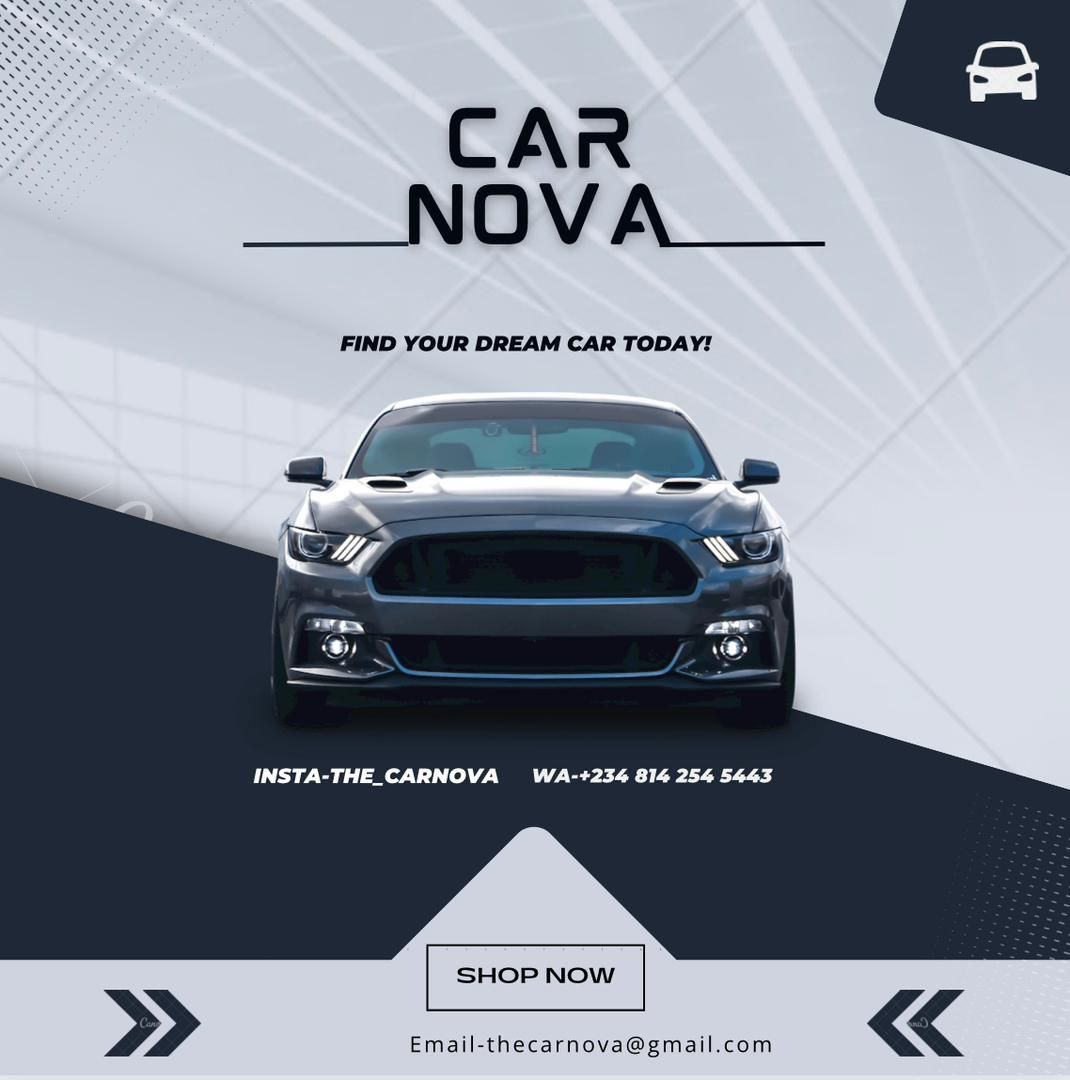 CAR
NOVA
FIND YOUR DREAM CAR TODAY!
INSTA-THE_CARNOVA WA-+234 814 254 5443
SHOP NOW
Email-thecarnova@gmail.com